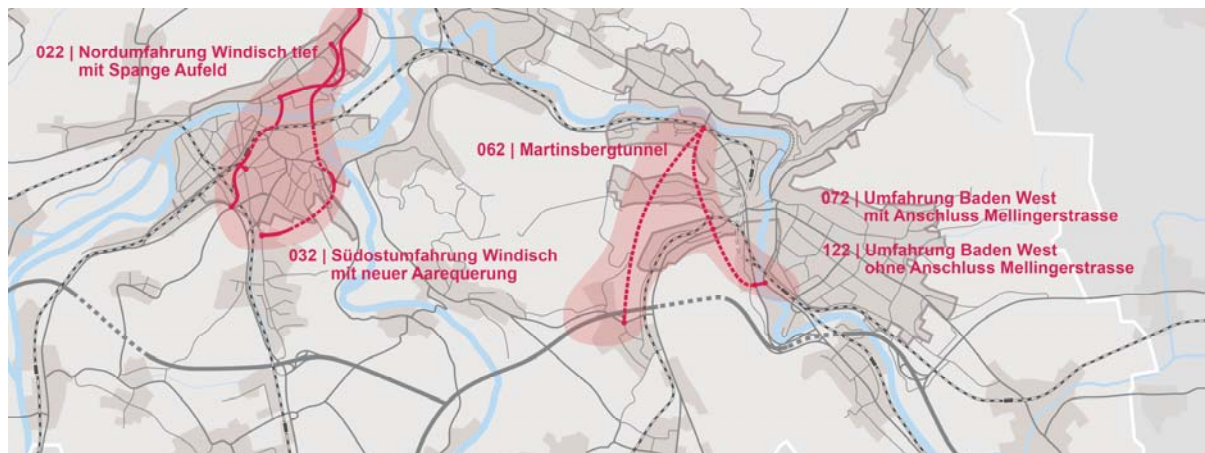 022 | Nordumfahrung Windisch tief
mit Spange Aufeld
062 | Martinsbergtunnel
072 | Umfahrung Baden West
mit Anschluss Mellingerstrasse
032 | Südostumfahrung Windisch
mit neuer Aarequerung
122 | Umfahrung Baden West
ohne Anschluss Mellingerstrasse